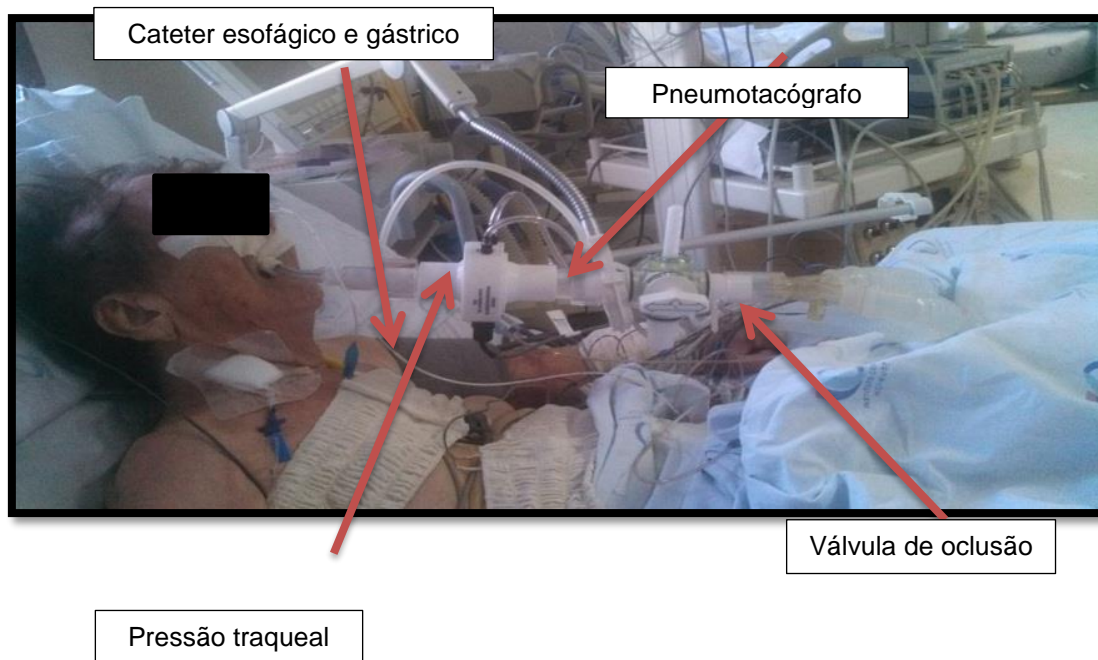 Cateter esofágico e gástrico
Pneumotacógrafo
Válvula de oclusão
Pressão traqueal